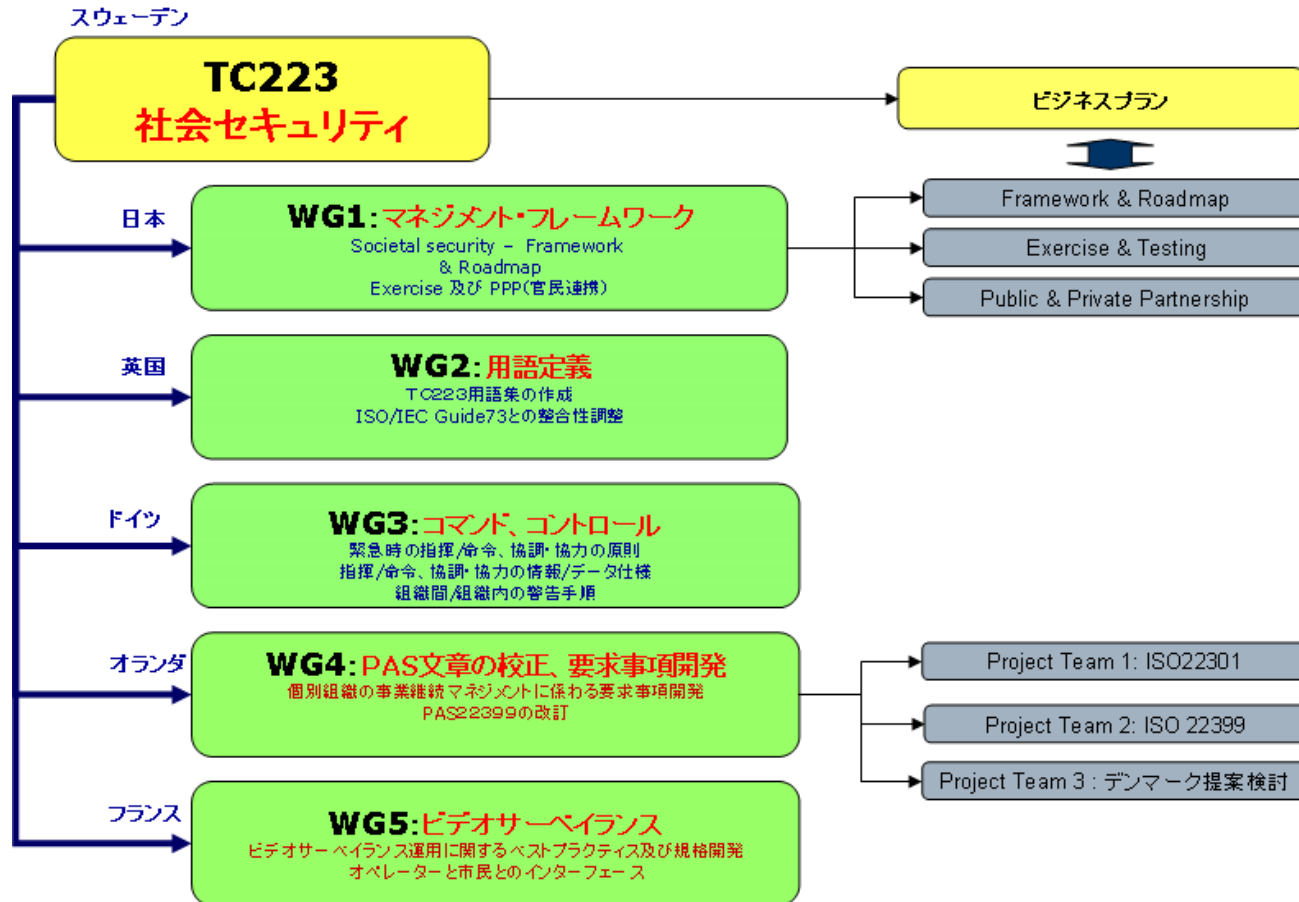 スウェーデン
TC223
社会セキュリティ
ビジネスプラン
日本
WG1:マネジメント・フレームワーク
Societal security – Framework
& Roadmap
Exercise 及び PPP(官民連携)
Framework & Roadmap
Exercise & Testing
Public & Private Partnership
英国
WG2:用語定義
TC223用語集の作成
ISO/IEC Guide73との整合性調整
ドイツ
WG3:コマンド、コントロール
緊急時の指揮/命令、協調・協力の原則
指揮/命令、協調・協力の情報/データ仕様
組織間/組織内の警告手順
オランダ
WG4:PAS文章の校正、要求事項開発
個別組織の事業継続マネジメントに係わる要求事項開発
PAS22399の改訂
Project Team 1: ISO22301
Project Team 2: ISO 22399
Project Team 3 : デンマーク提案検討
フランス
WG5:ビデオサーベイランス
ビデオサーベイランス運用に関するベストプラクティス及び規格開発
オペレーターと市民とのインターフェース